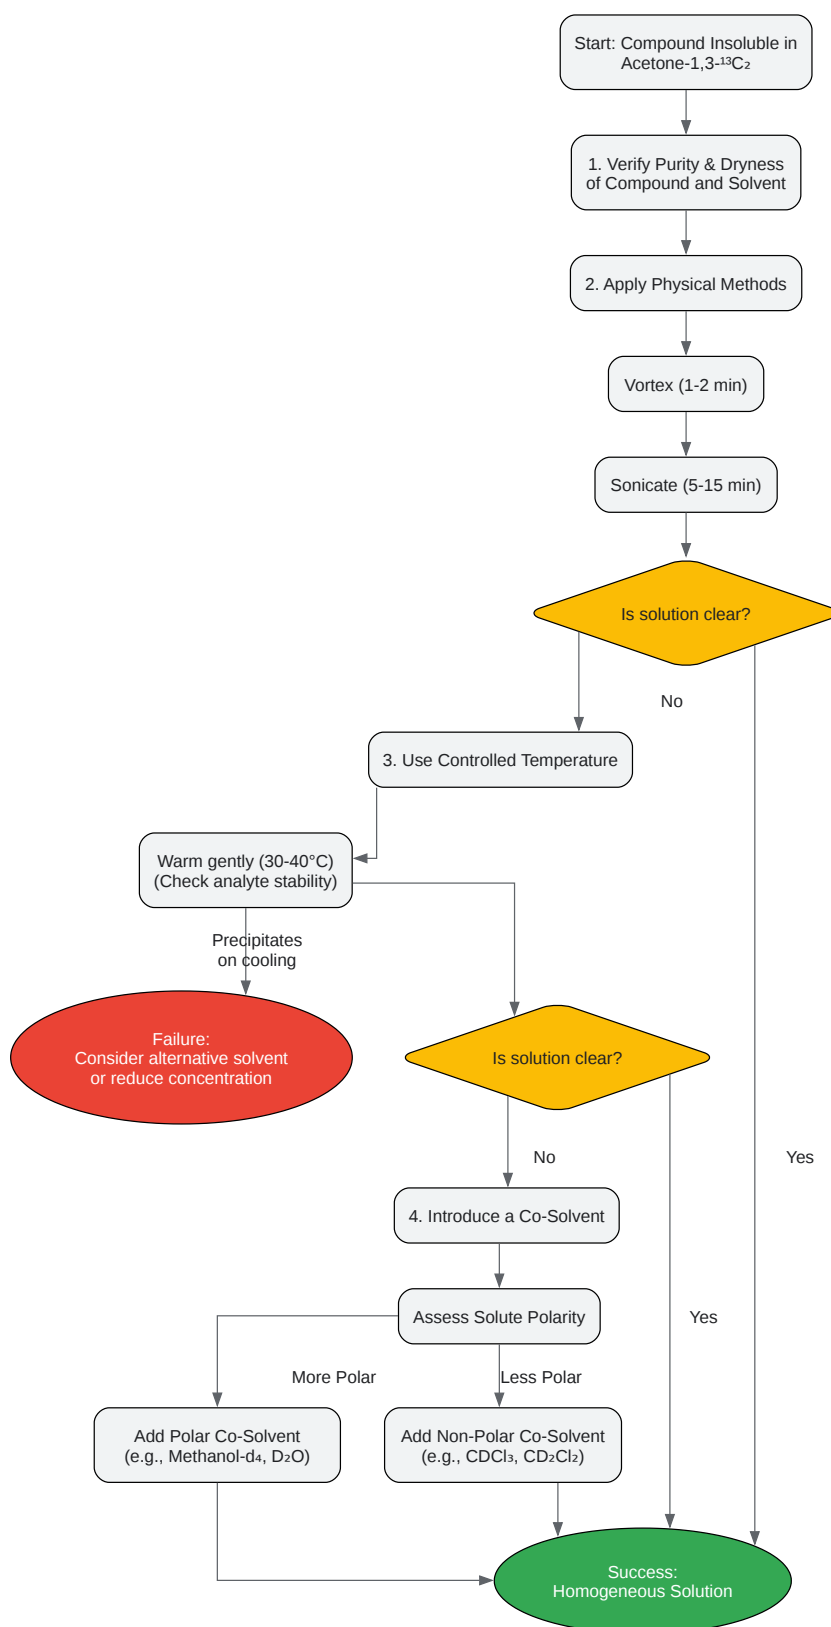 Start: Compound Insoluble in
Acetone-1,3-¹³C₂
1. Verify Purity & Dryness
of Compound and Solvent
2. Apply Physical Methods
Vortex (1-2 min)
Sonicate (5-15 min)
Is solution clear?
No
3. Use Controlled Temperature
Warm gently (30-40°C)
(Check analyte stability)
Precipitates
on cooling
Failure:
Consider alternative solvent
or reduce concentration
Is solution clear?
No
Yes
4. Introduce a Co-Solvent
Assess Solute Polarity
Yes
More Polar
Less Polar
Add Polar Co-Solvent
(e.g., Methanol-d₄, D₂O)
Add Non-Polar Co-Solvent
(e.g., CDCl₃, CD₂Cl₂)
Success:
Homogeneous Solution